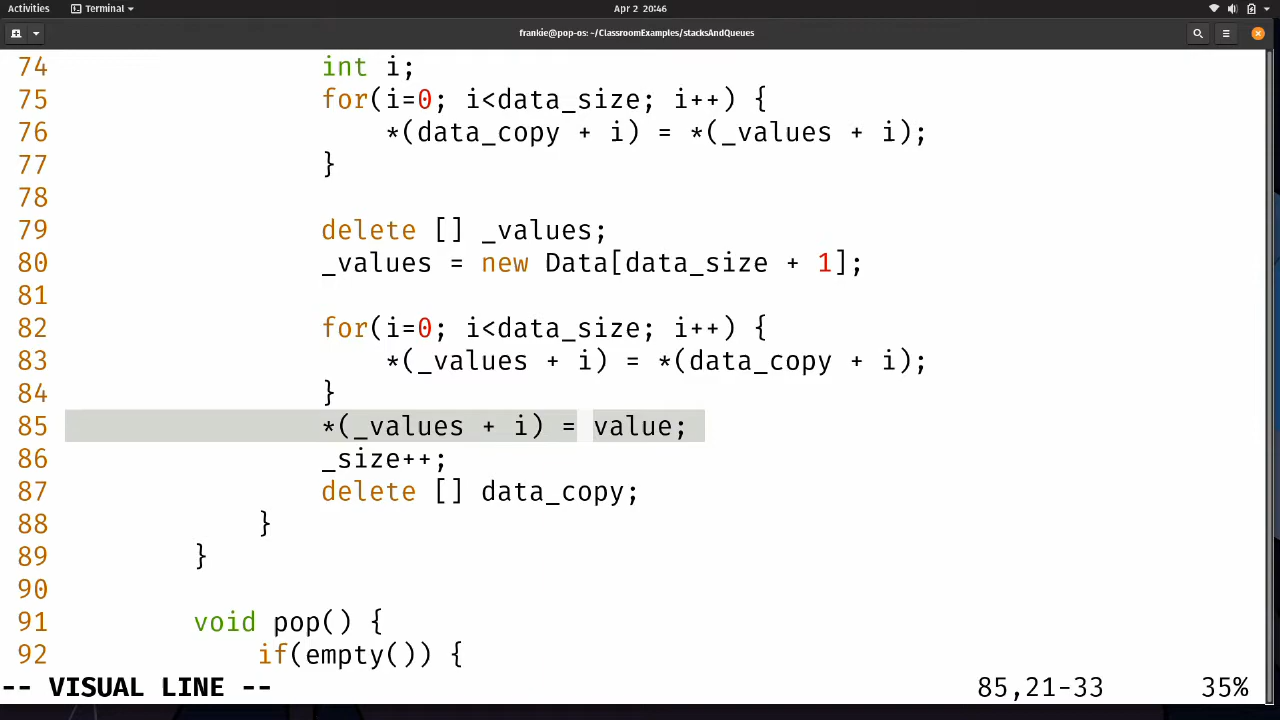 Activities Terminal Apr 2 20:46
frankie@pop-os: ~/ClassroomExamples/stacksAndQueues
74 int i;
75 for(i=0; i<data_size; i++) {
76 *(data_copy + i) = *(_values + i);
77 }
78
79 delete [] _values;
80 _values = new Data[data_size + 1];
81
82 for(i=0; i<data_size; i++) {
83 *(_values + i) = *(data_copy + i);
84 }
85 *(_values + i) = value;
86 _size++;
87 delete [] data_copy;
88 }
89 }
90
91 void pop() {
92 if(empty()) {
-- VISUAL LINE -- 85,21-33 35%